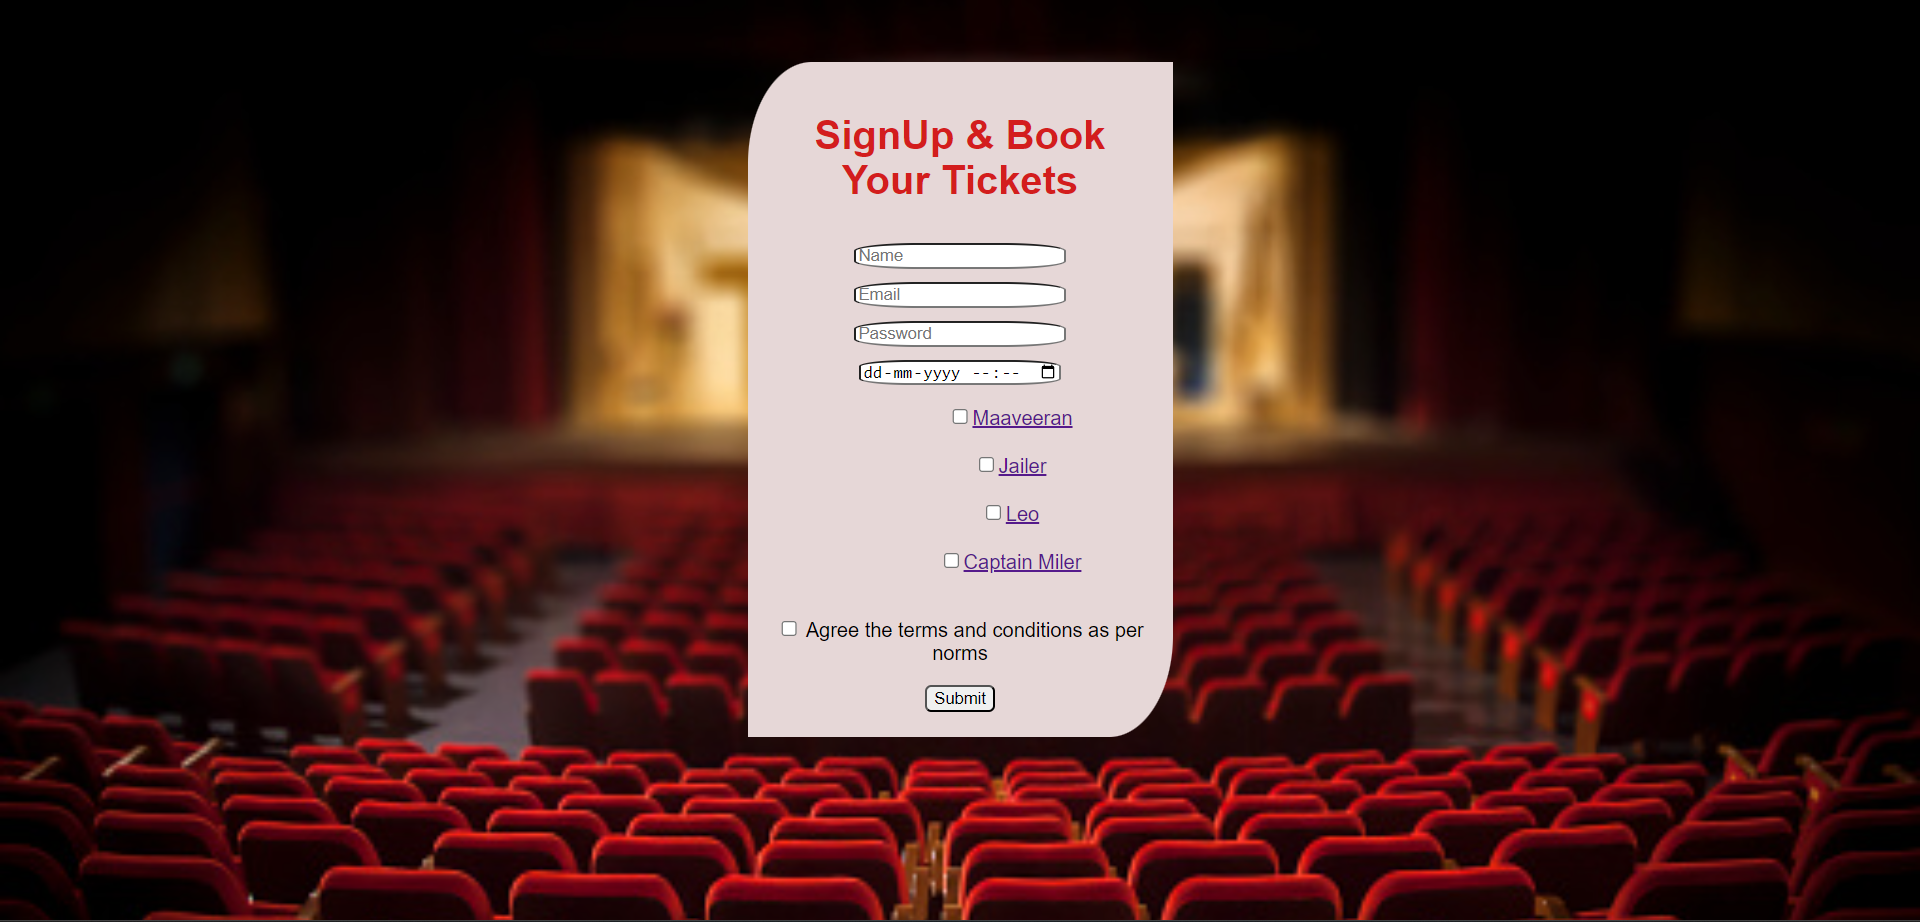 SignUp & Book
Your Tickets
Name
Email
Password
dd-mm-yyyy --:--
Maaveeran
Jailer
Leo
Captain Miler
Agree the terms and conditions as per
norms
Submit